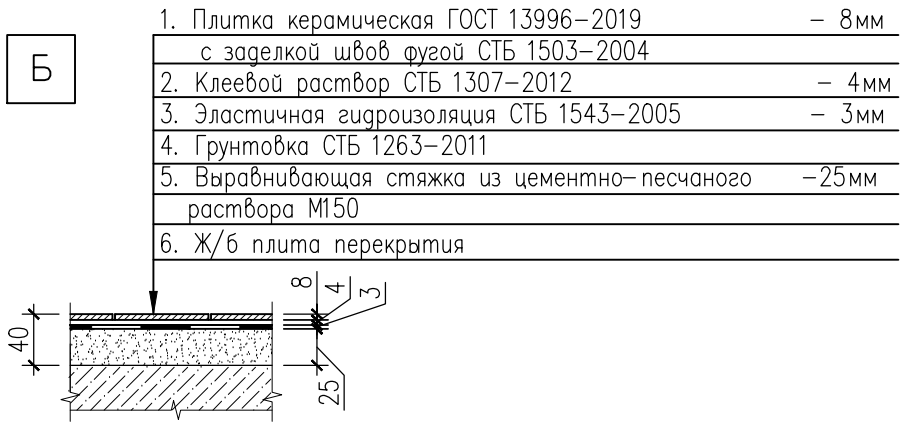 1. Плитка керамическая ГОСТ 13996-2019 - 8мм
с заделкой швов фугой СТБ 1503-2004
Б
2. Клеевой раствор СТБ 1307-2012 - 4мм
3. Эластичная гидроизоляция СТБ 1543-2005 - 3мм
4. Грунтовка СТБ 1263-2011
5. Выравнивающая стяжка из цементно-песчаного -25мм
раствора М150
6. Ж/б плита перекрытия
8
4
3
40
25